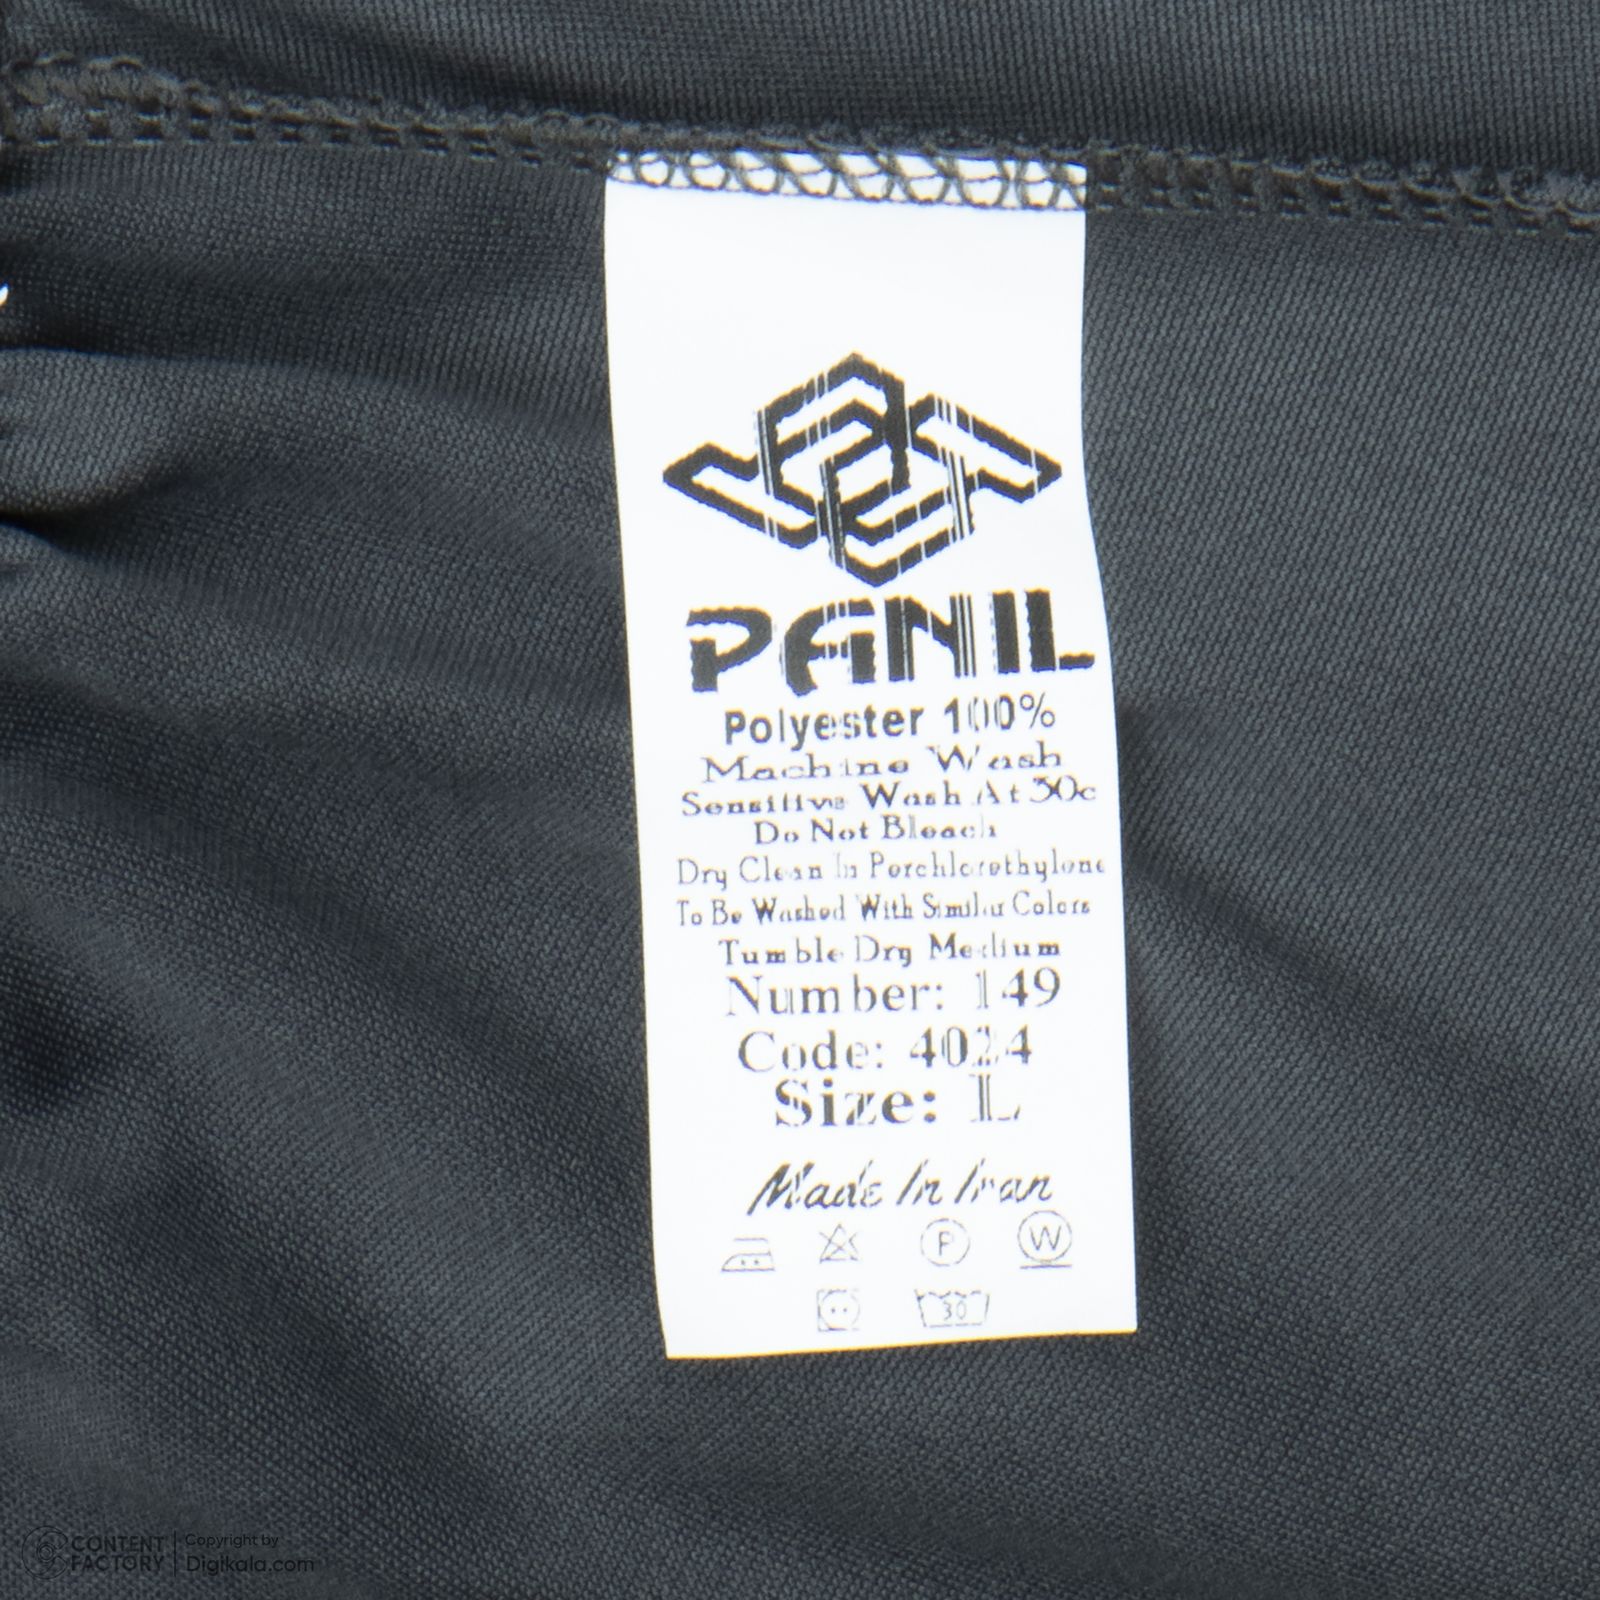 PANIL
Polyester 100%
Machine Wash
Sensitive Wash At 30c
Do Not Bleach
Dry Clean In Perchlorethylene
To Be Washed With Similar Colors
Tumble Dry Medium
Number: 149
Code: 4024
Size: L
Made In Iran
P W
30
CONTENT FACTORY
Copyright by
Digikala.com